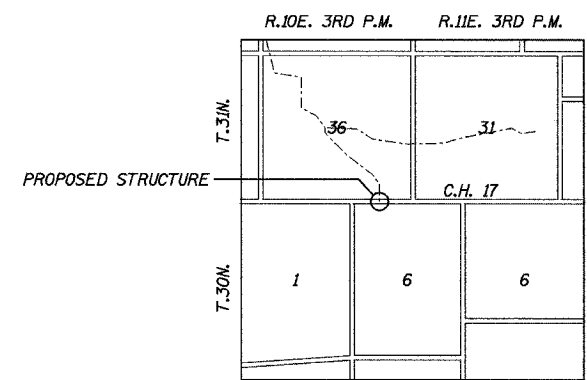 R.10E. 3RD P.M.
R.11E. 3RD P.M.
T.31N.
36
31
PROPOSED STRUCTURE
C.H. 17
T.30N.
1
6
6